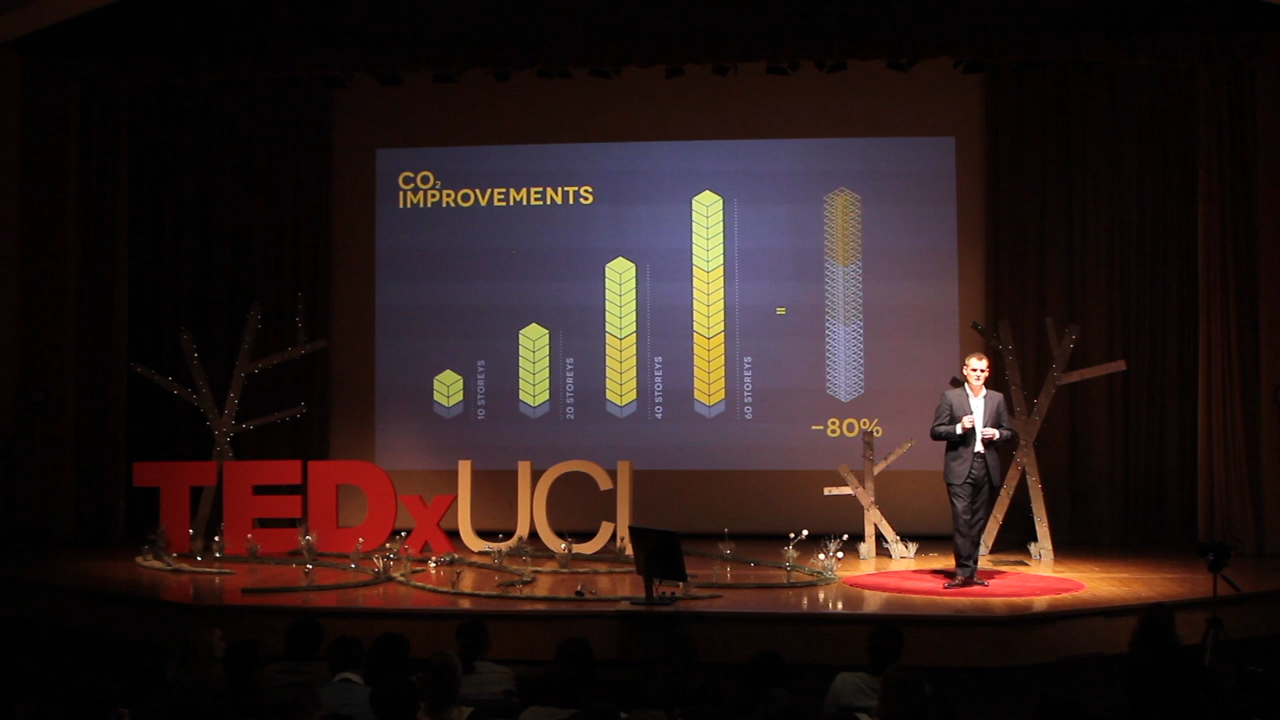 CO₂
IMPROVEMENTS
10 STOREYS
20 STOREYS
40 STOREYS
60 STOREYS
=
-80%
TEDxUCI